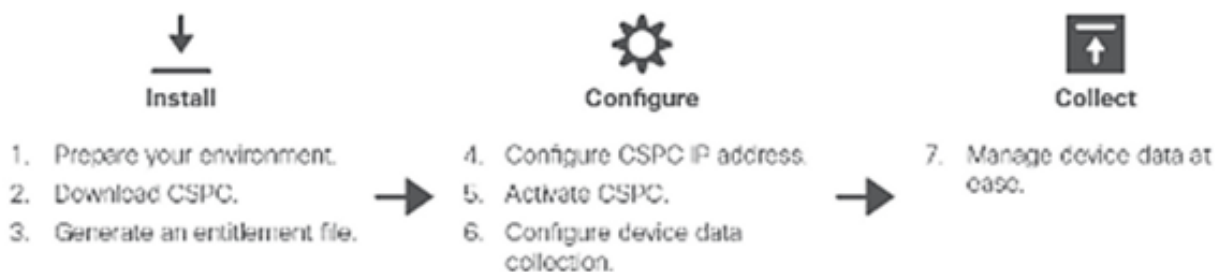 Install
1. Prepare your environment.
2. Download CSPC.
3. Generate an entitlement file.
Configure
4. Configure CSPC IP address.
5. Activate CSPC.
6. Configure device data
collection.
Collect
7. Manage device data at
ease.